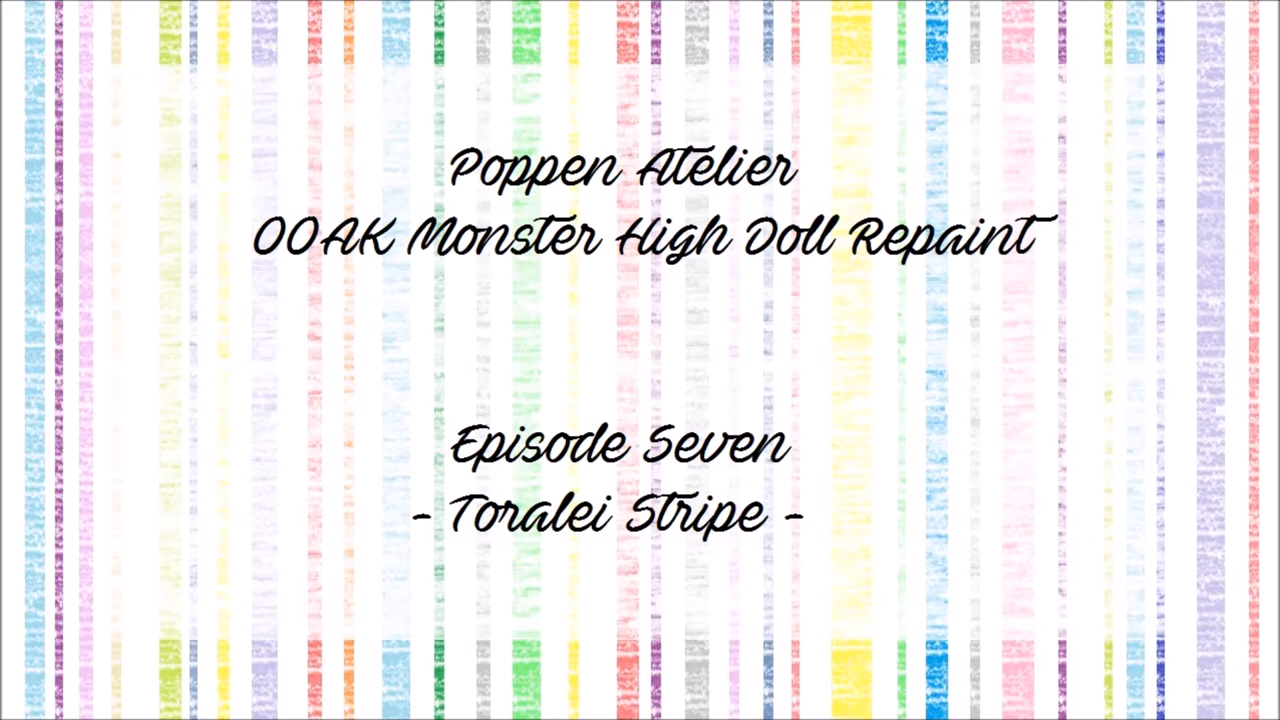 Poppen Atelier
OOAK Monster High Doll Repaint
Episode Seven
- Toralei Stripe -